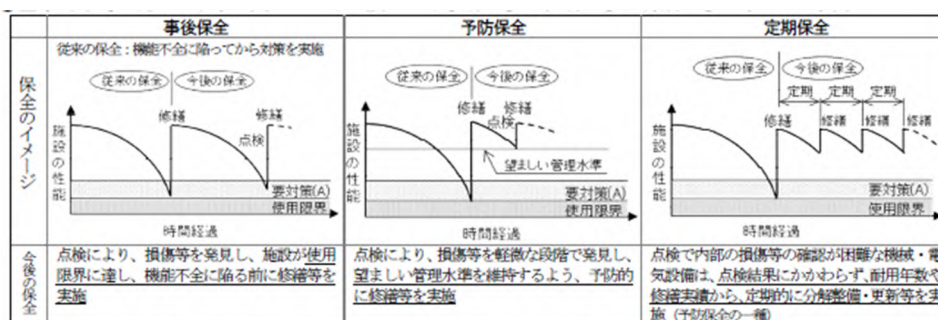 事後保全
予防保全
定期保全
保全のイメージ
従来の保全：機能不全に陥ってから対策を実施
従来の保全
今後の保全
修繕
修繕
点検
施設の性能
要対策(A)
使用限界
時間経過
従来の保全
今後の保全
修繕
修繕
点検
施設の性能
望ましい管理水準
要対策(A)
使用限界
時間経過
従来の保全
今後の保全
定期
定期
定期
修繕
修繕
修繕
修繕
施設の性能
要対策(A)
使用限界
時間経過
今後の保全
点検により、損傷等を発見し、施設が使用
限界に達し、機能不全に陥る前に修繕等を
実施
点検により、損傷等を軽微な段階で発見し、
望ましい管理水準を維持するよう、予防的
に修繕等を実施
点検で内部の損傷等の確認が困難な機械・電
気設備は、点検結果にかかわらず、耐用年数や
修繕実績から、定期的に分解整備・更新等を実
施（予防保全の一種）